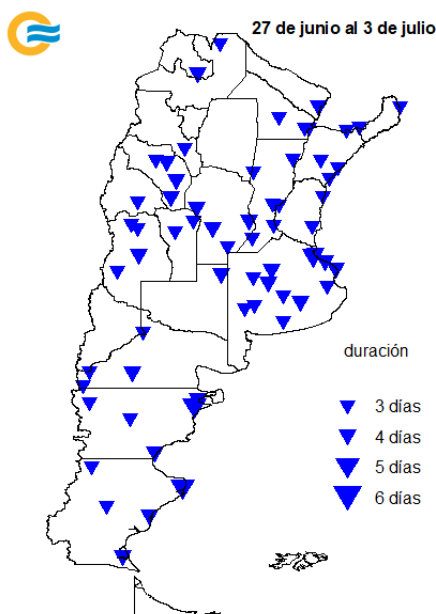 27 de junio al 3 de julio
duración
3 días
4 días
5 días
6 días